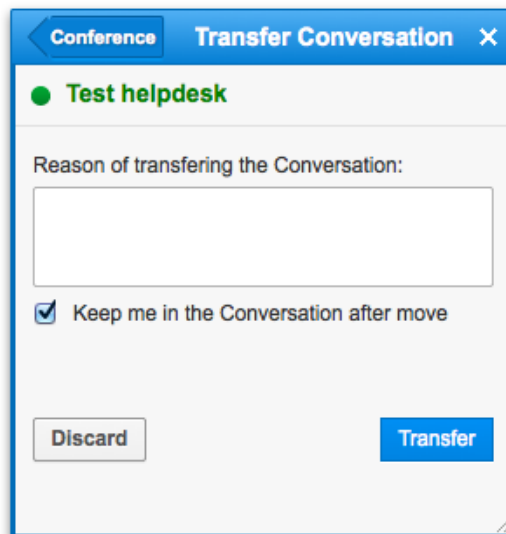 Conference Transfer Conversation
Test helpdesk
Reason of transfering the Conversation:
Keep me in the Conversation after move
Discard Transfer